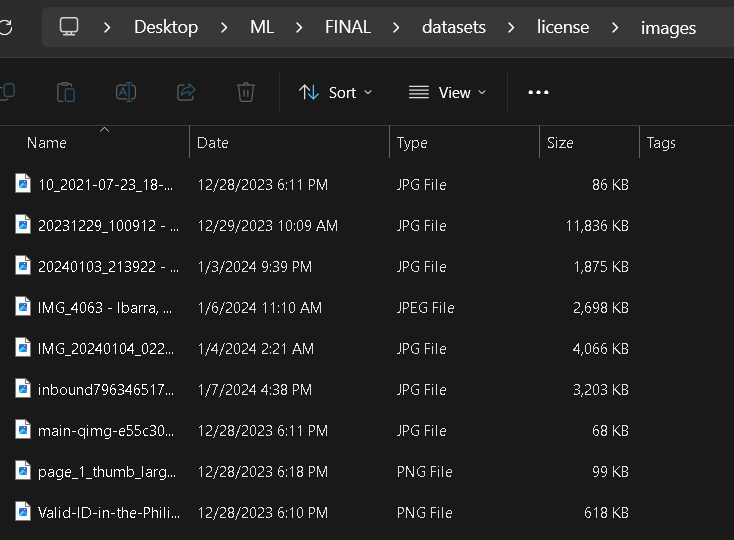 Desktop > ML > FINAL > datasets > license > images
Sort View ...
Name Date Type Size Tags
10_2021-07-23_18-... 12/28/2023 6:11 PM JPG File 86 KB
20231229_100912 - ... 12/29/2023 10:09 AM JPG File 11,836 KB
20240103_213922 - ... 1/3/2024 9:39 PM JPG File 1,875 KB
IMG_4063 - Ibarra, ... 1/6/2024 11:10 AM JPEG File 2,698 KB
IMG_20240104_022... 1/4/2024 2:21 AM JPG File 4,066 KB
inbound796346517... 1/7/2024 4:38 PM JPG File 3,203 KB
main-qimg-e55c30... 12/28/2023 6:11 PM JPG File 68 KB
page_1_thumb_larg... 12/28/2023 6:18 PM PNG File 99 KB
Valid-ID-in-the-Phili... 12/28/2023 6:10 PM PNG File 618 KB